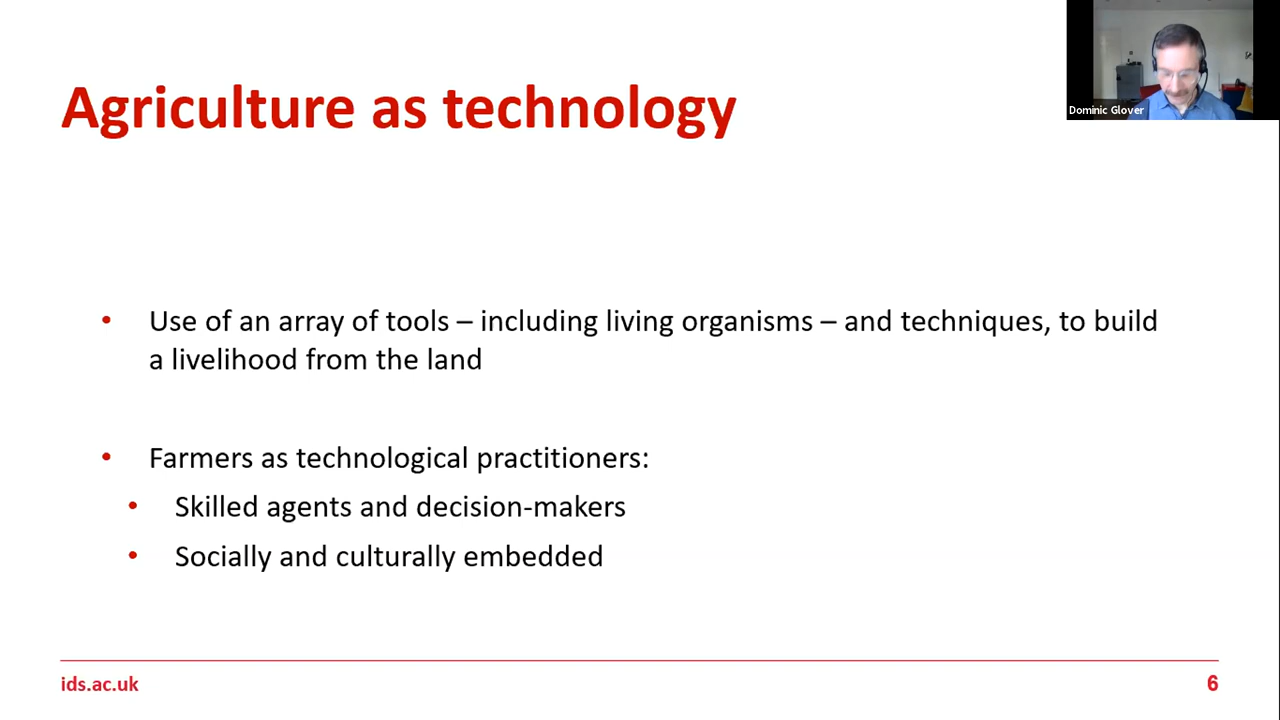 Agriculture as technology
Dominic Glover
• Use of an array of tools – including living organisms – and techniques, to build
a livelihood from the land
• Farmers as technological practitioners:
• Skilled agents and decision-makers
• Socially and culturally embedded
ids.ac.uk
6